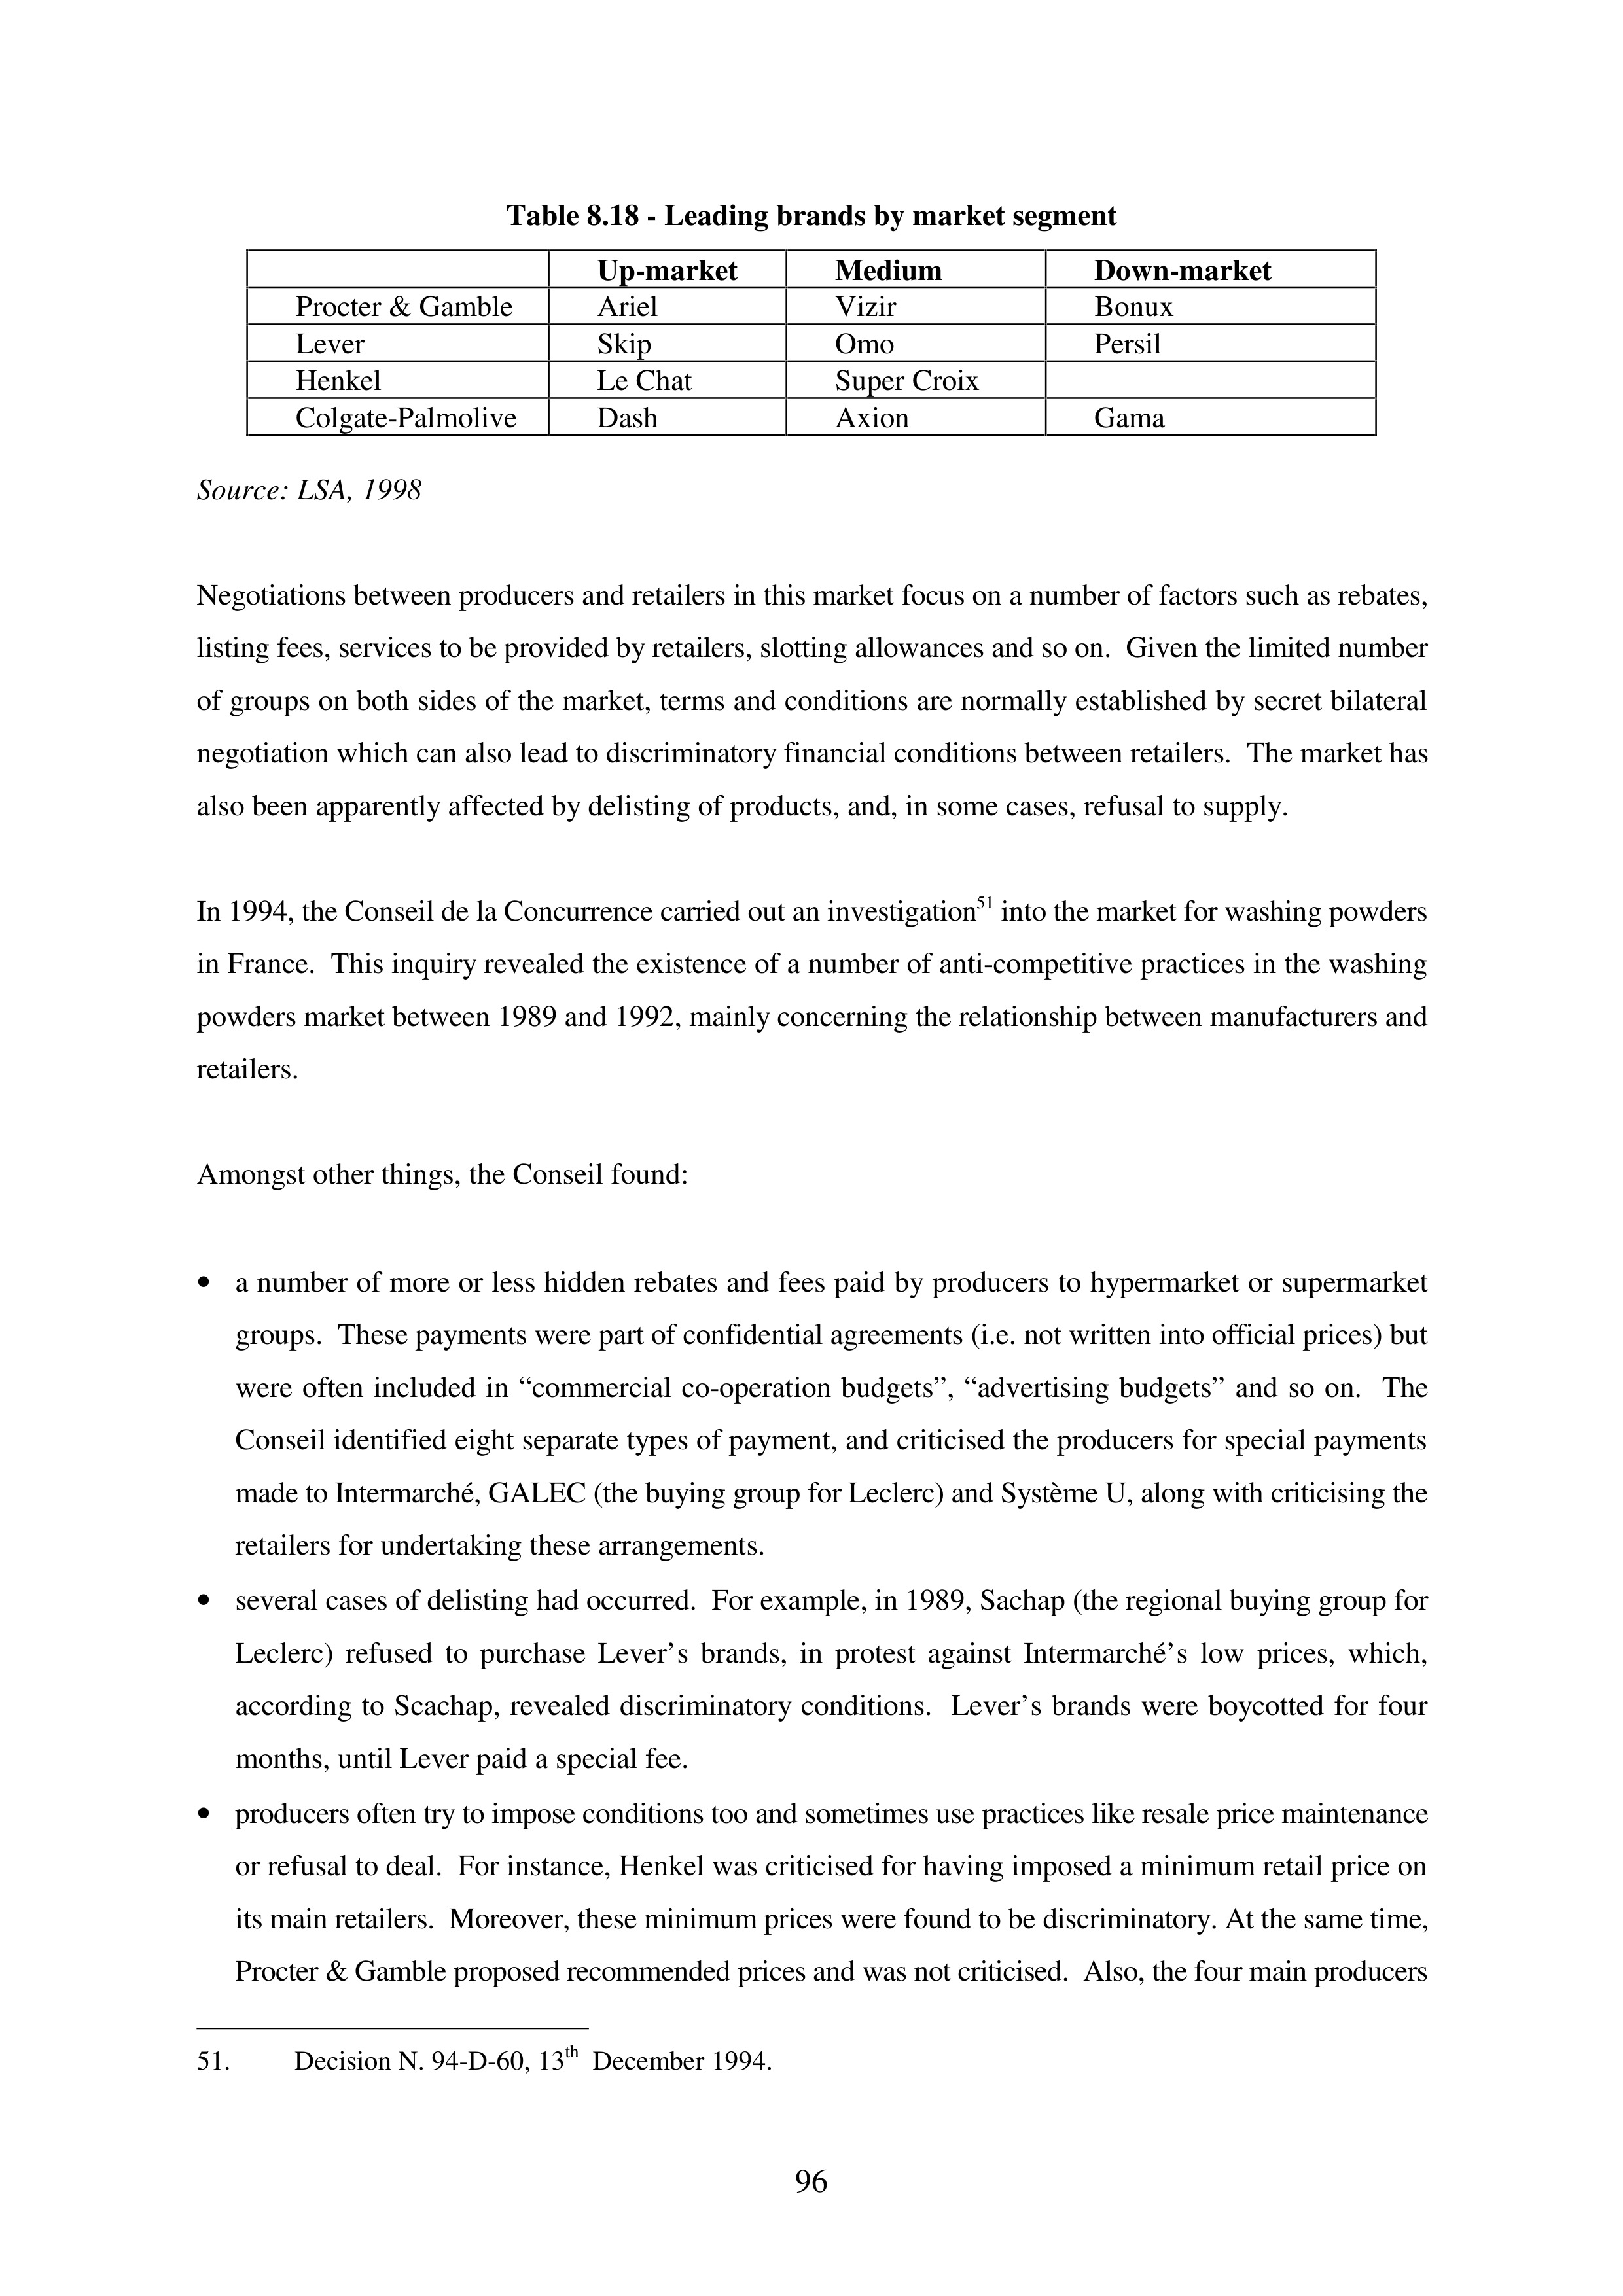 Table 8.18 - Leading brands by market segment
Up-market Medium Down-market
Procter & Gamble Ariel Vizir Bonux
Lever Skip Omo Persil
Henkel Le Chat Super Croix
Colgate-Palmolive Dash Axion Gama
Source: LSA, 1998
Negotiations between producers and retailers in this market focus on a number of factors such as rebates,
listing fees, services to be provided by retailers, slotting allowances and so on. Given the limited number
of groups on both sides of the market, terms and conditions are normally established by secret bilateral
negotiation which can also lead to discriminatory financial conditions between retailers. The market has
also been apparently affected by delisting of products, and, in some cases, refusal to supply.
In 1994, the Conseil de la Concurrence carried out an investigation51 into the market for washing powders
in France. This inquiry revealed the existence of a number of anti-competitive practices in the washing
powders market between 1989 and 1992, mainly concerning the relationship between manufacturers and
retailers.
Amongst other things, the Conseil found:
• a number of more or less hidden rebates and fees paid by producers to hypermarket or supermarket
groups. These payments were part of confidential agreements (i.e. not written into official prices) but
were often included in “commercial co-operation budgets”, “advertising budgets” and so on. The
Conseil identified eight separate types of payment, and criticised the producers for special payments
made to Intermarché, GALEC (the buying group for Leclerc) and Système U, along with criticising the
retailers for undertaking these arrangements.
• several cases of delisting had occurred. For example, in 1989, Sachap (the regional buying group for
Leclerc) refused to purchase Lever’s brands, in protest against Intermarché’s low prices, which,
according to Scachap, revealed discriminatory conditions. Lever’s brands were boycotted for four
months, until Lever paid a special fee.
• producers often try to impose conditions too and sometimes use practices like resale price maintenance
or refusal to deal. For instance, Henkel was criticised for having imposed a minimum retail price on
its main retailers. Moreover, these minimum prices were found to be discriminatory. At the same time,
Procter & Gamble proposed recommended prices and was not criticised. Also, the four main producers
51. Decision N. 94-D-60, 13th December 1994.
96